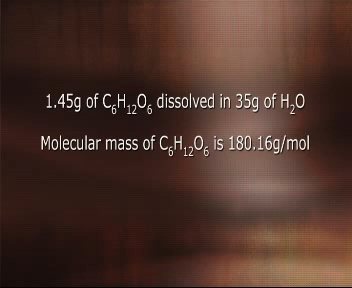 1.45g of C₆H₁₂O₆ dissolved in 35g of H₂O
Molecular mass of C₆H₁₂O₆ is 180.16g/mol